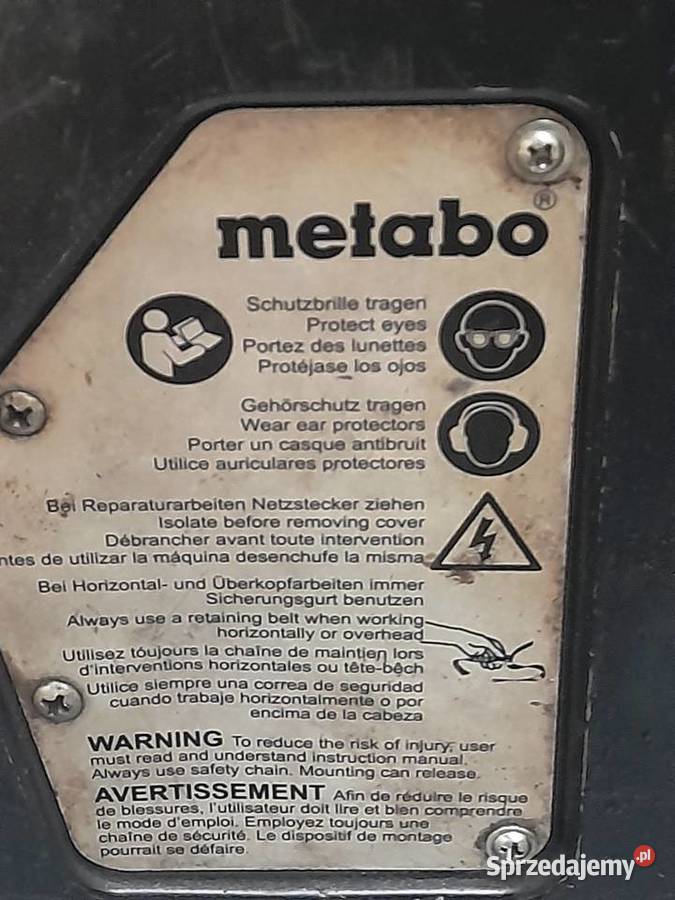 metabo®
Schutzbrille tragen
Protect eyes
Portez des lunettes
Protéjase los ojos
Gehörschutz tragen
Wear ear protectors
Porter un casque antibruit
Utilice auriculares protectores
Bei Reparaturarbeiten Netzstecker ziehen
Isolate before removing cover
Débrancher avant toute intervention
ntes de utilizar la máquina desenchufe la misma
Bei Horizontal- und Überkopfarbeiten immer
Sicherungsgurt benutzen
Always use a retaining belt when working
horizontally or overhead
Utilisez tóujours la chaîne de maintien lors
d'interventions horizontales ou tête-bêch
Utilice siempre una correa de seguridad
cuando trabaje horizontalmente o por
encima de la cabeza
WARNING To reduce the risk of injury, user
must read and understand instruction manual.
Always use safety chain. Mounting can release.
AVERTISSEMENT Afin de réduire le risque
de blessures, l'utilisateur doit lire et bien comprendre
le mode d'emploi. Employez toujours une
chaîne de sécurité. Le dispositif de montage
pourrait se défaire.
Sprzedajemy.pl